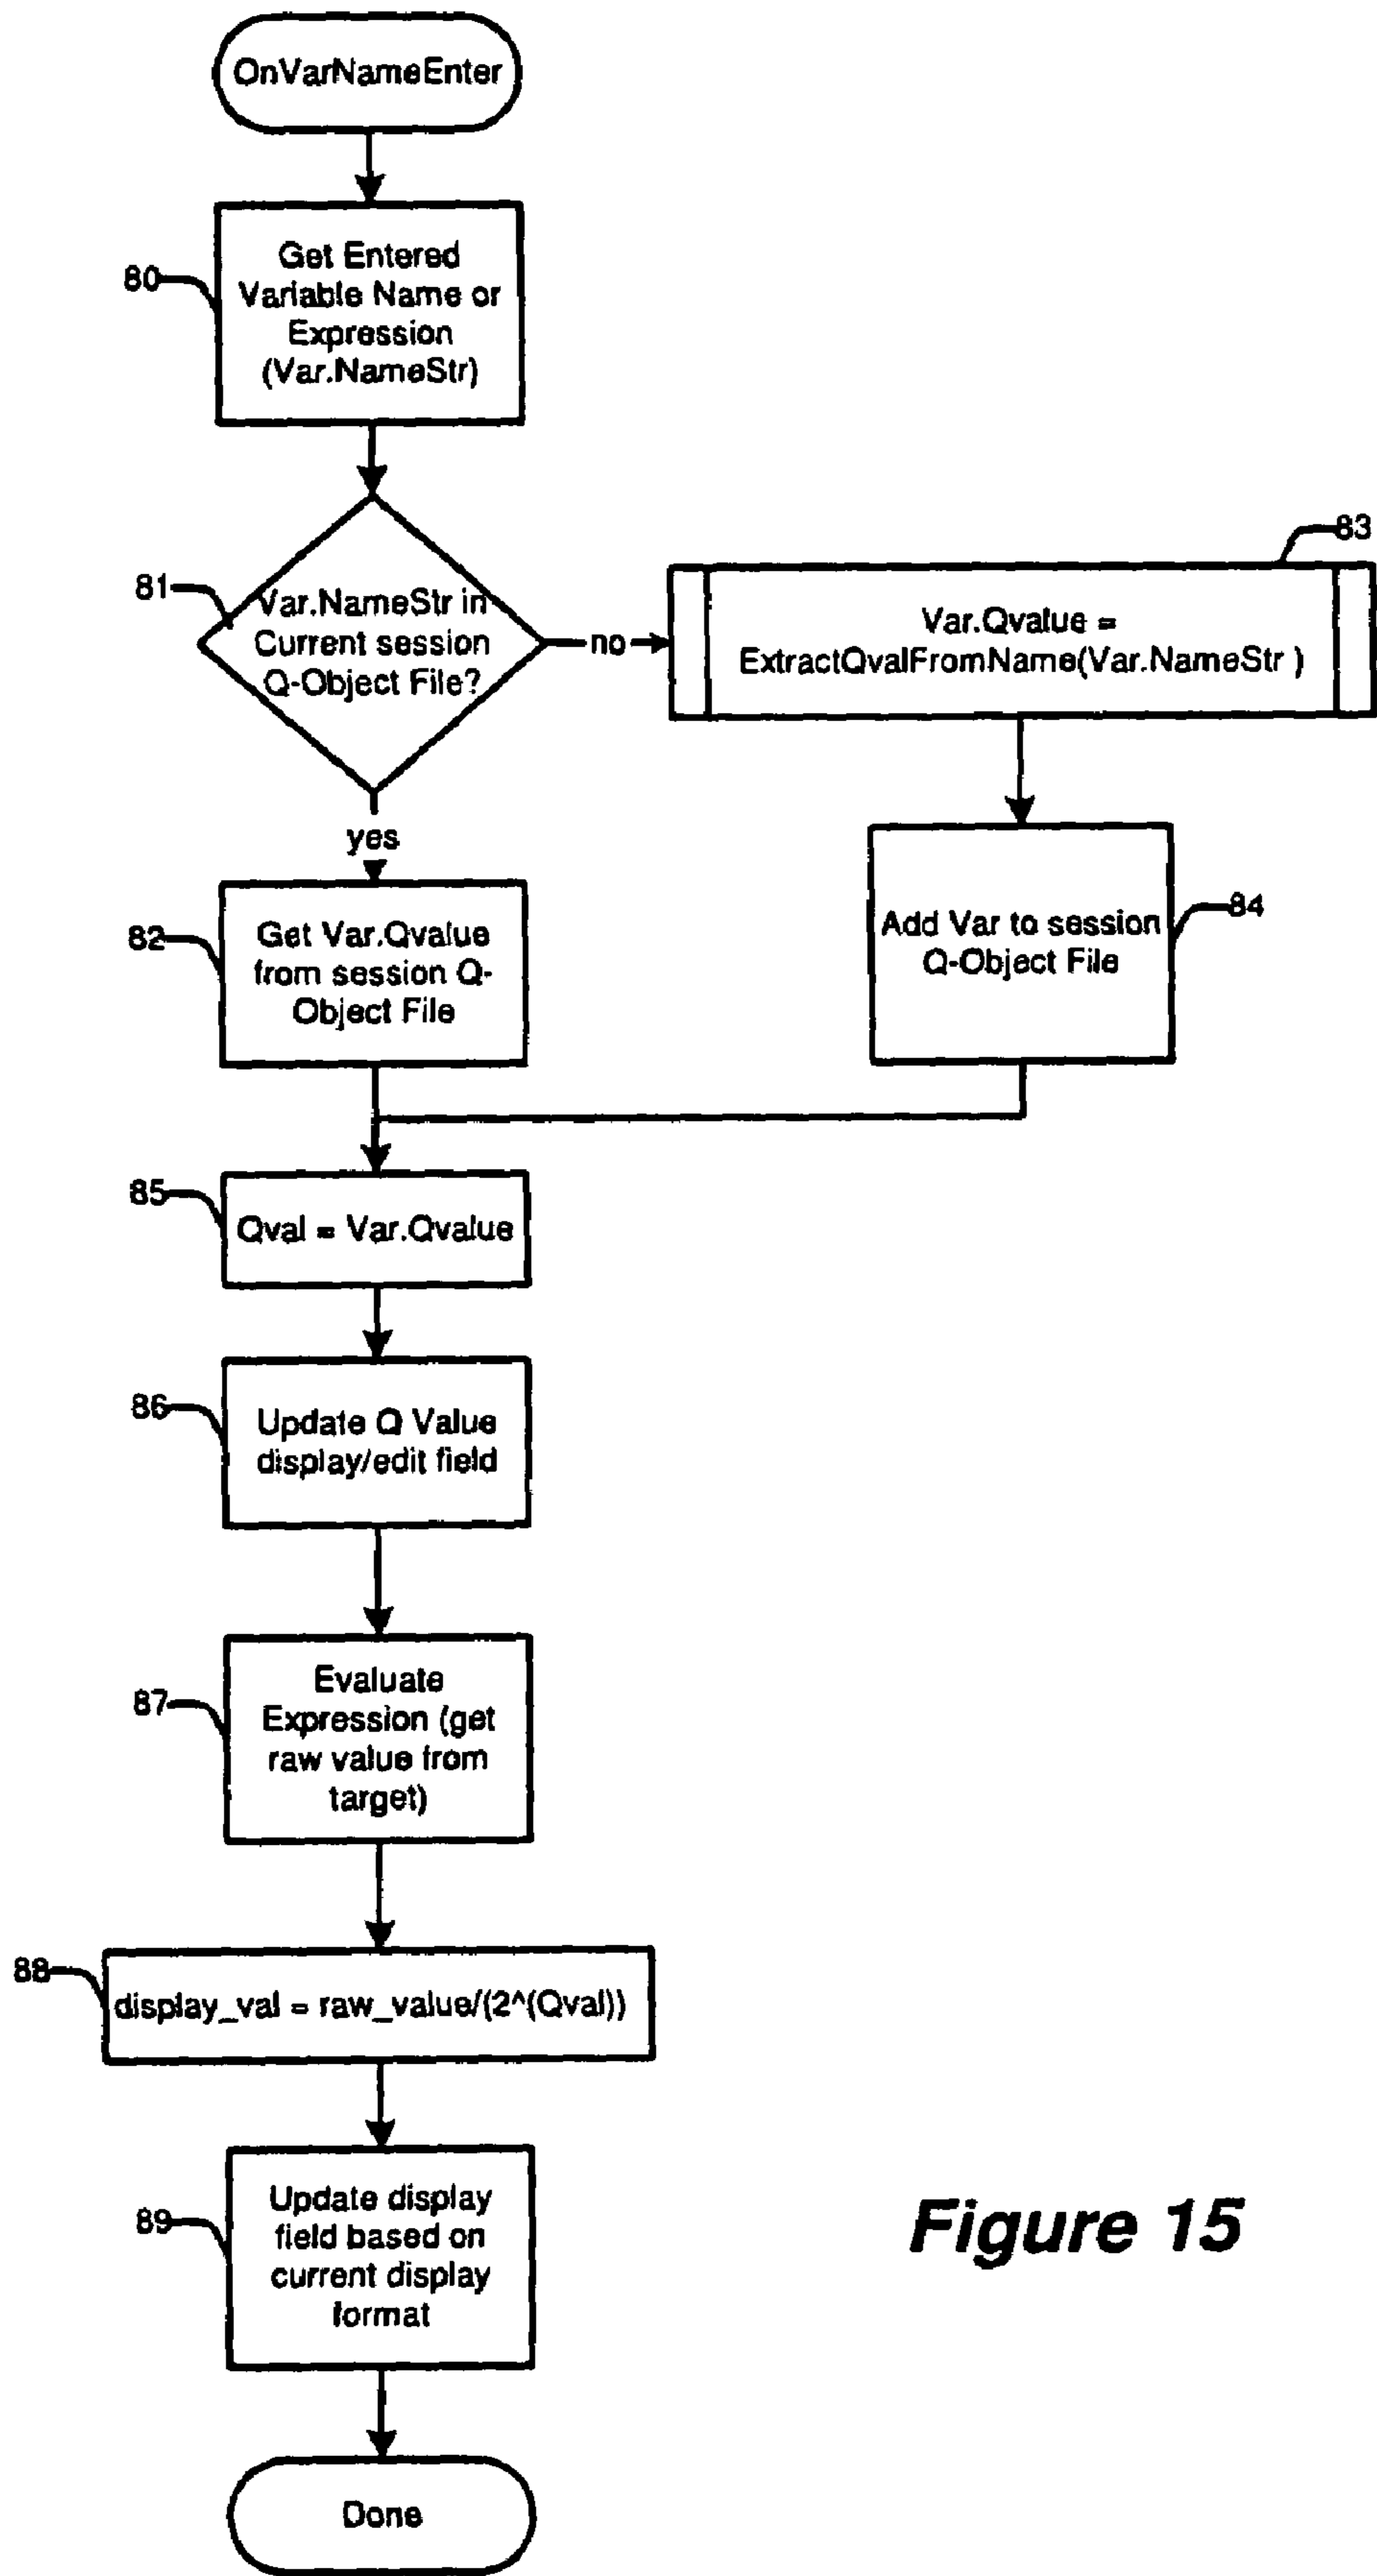 OnVarNameEnter
80
Get Entered
Variable Name or
Expression
(Var.NameStr)
81
Var.NameStr in
Current session
Q-Object File?
no
83
Var.Qvalue =
ExtractQvalFromName(Var.NameStr )
yes
82
Get Var.Qvalue
from session Q-
Object File
84
Add Var to session
Q-Object File
85
Qval = Var.Qvalue
86
Update Q Value
display/edit field
87
Evaluate
Expression (get
raw value from
target)
88
display_val = raw_value/(2^(Qval))
89
Update display
field based on
current display
format
Figure 15
Done